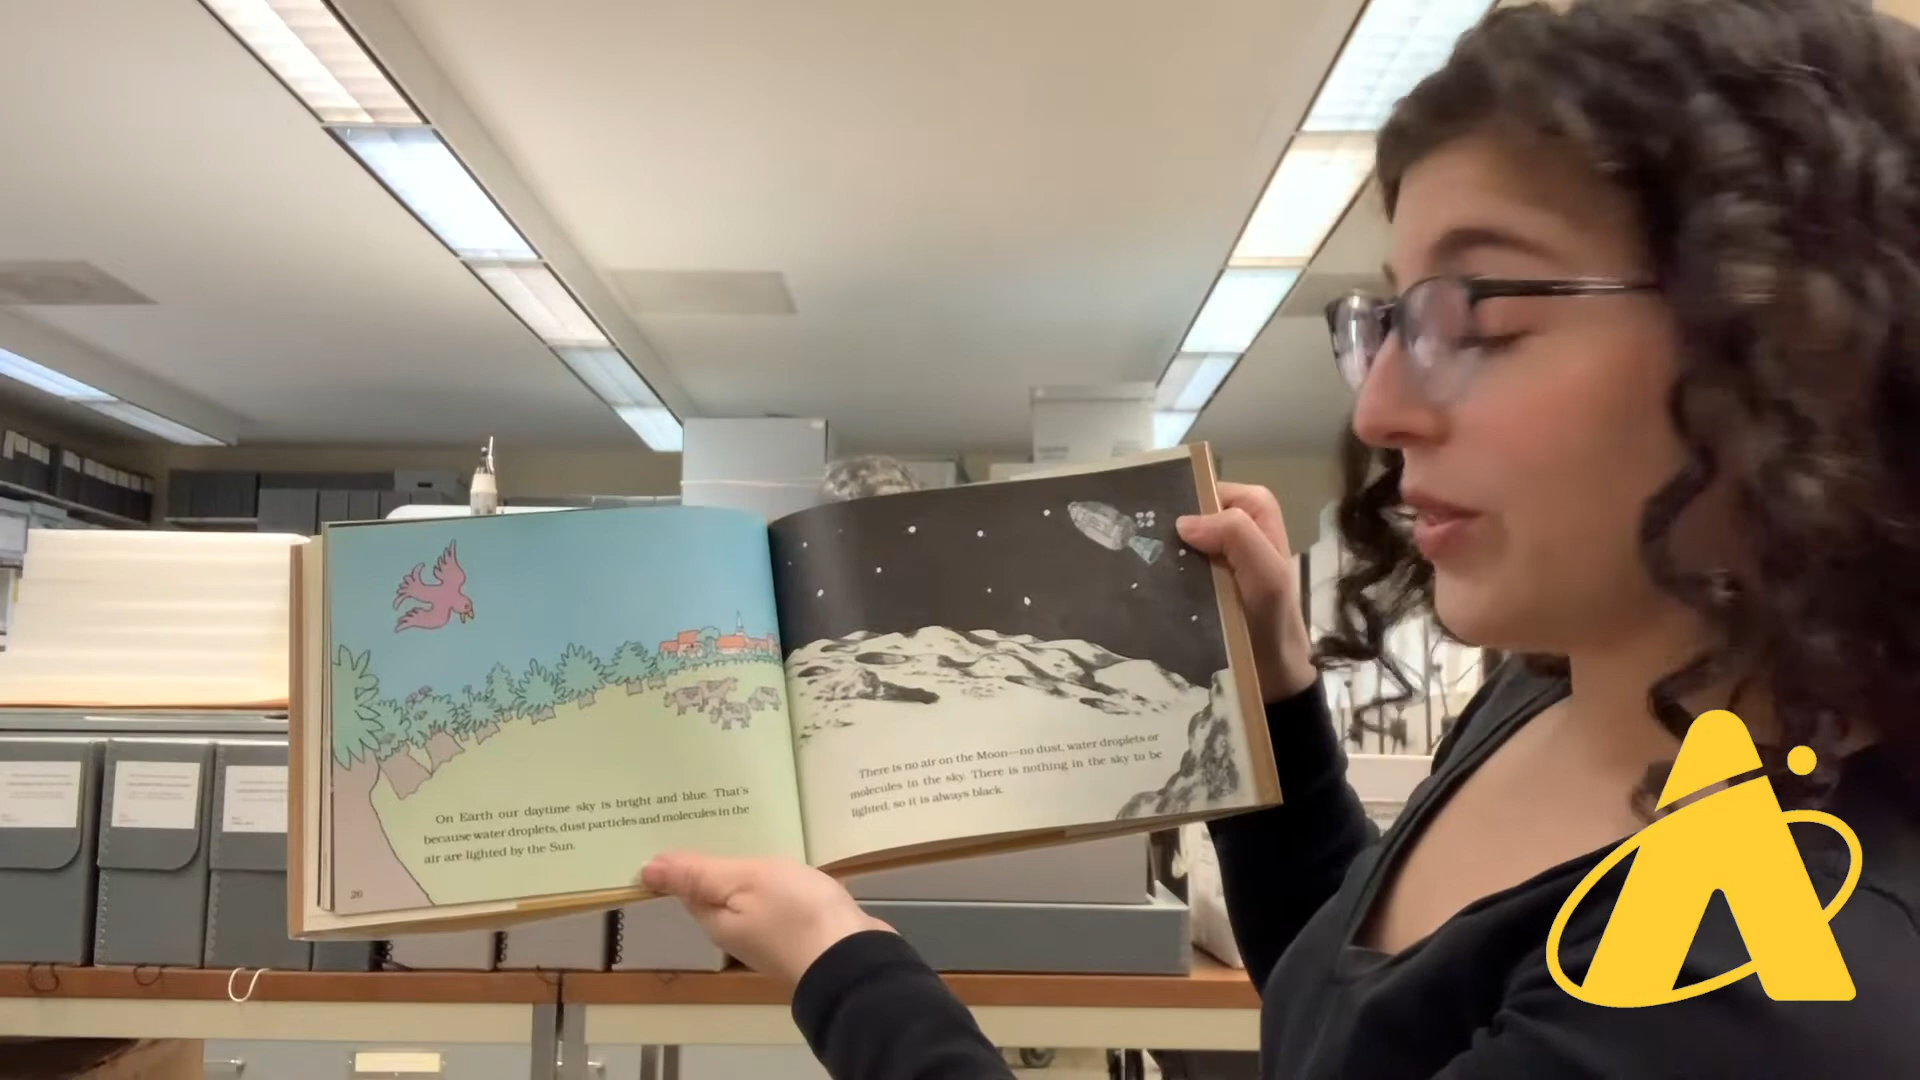 On Earth our daytime sky is bright and blue. That's
because water droplets, dust particles and molecules in the
air are lighted by the Sun.
26
There is no air on the Moon—no dust, water droplets or
molecules in the sky. There is nothing in the sky to be
lighted, so it is always black.